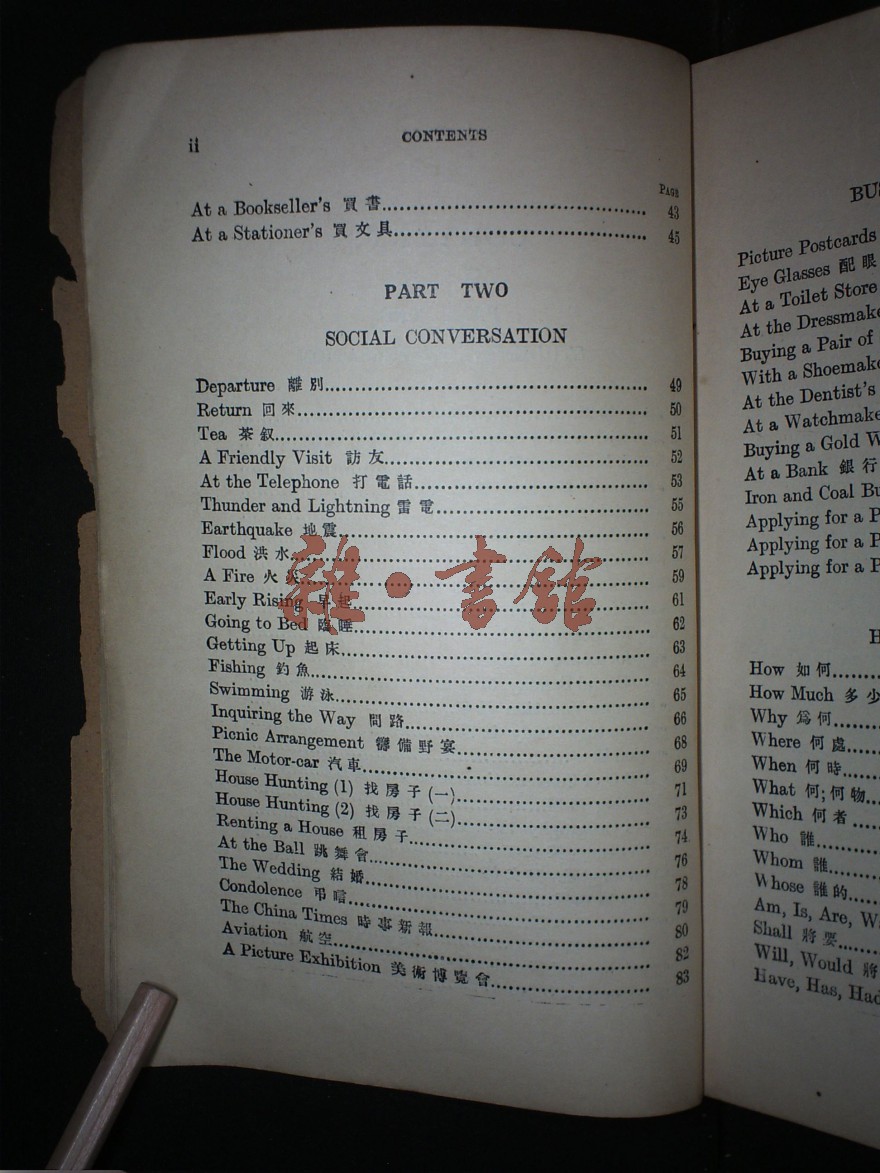 ii CONTENTS
PAGE
At a Bookseller's 買書 43
At a Stationer's 買文具 45
PART TWO
SOCIAL CONVERSATION
Departure 離別 49
Return 回來 50
Tea 茶叙 51
A Friendly Visit 訪友 52
At the Telephone 打電話 53
Thunder and Lightning 雷電 55
Earthquake 地震 56
Flood 洪水 57
A Fire 火災 59
Early Rising 早起 61
Going to Bed 臨睡 62
Getting Up 起床 63
Fishing 釣魚 64
Swimming 游泳 65
Inquiring the Way 問路 66
Picnic Arrangement 備野宴 68
The Motor-car 汽車 69
House Hunting (1) 找房子(一) 71
House Hunting (2) 找房子(二) 73
Renting a House 租房子 74
At the Ball 跳舞會 76
The Wedding 結婚 78
Condolence 弔唁 79
The China Times 時事新報 80
Aviation 航空 82
A Picture Exhibition 美術博覽會 83
雜·書館
BUS
Picture Postcards
Eye Glasses 配眼
At a Toilet Store
At the Dressmake
Buying a Pair of
With a Shoemake
At the Dentist's
At a Watchmake
Buying a Gold W
At a Bank 銀行
Iron and Coal Bu
Applying for a P
Applying for a P
Applying for a P
H
How 如何
How Much 多少
Why 爲何
Where 何處
When 何時
What 何;何物
Which 何者
Who 誰
Whom 誰
Whose 誰的
Am, Is, Are, W
Shall 將要
Will, Would 將
Have, Has, Had